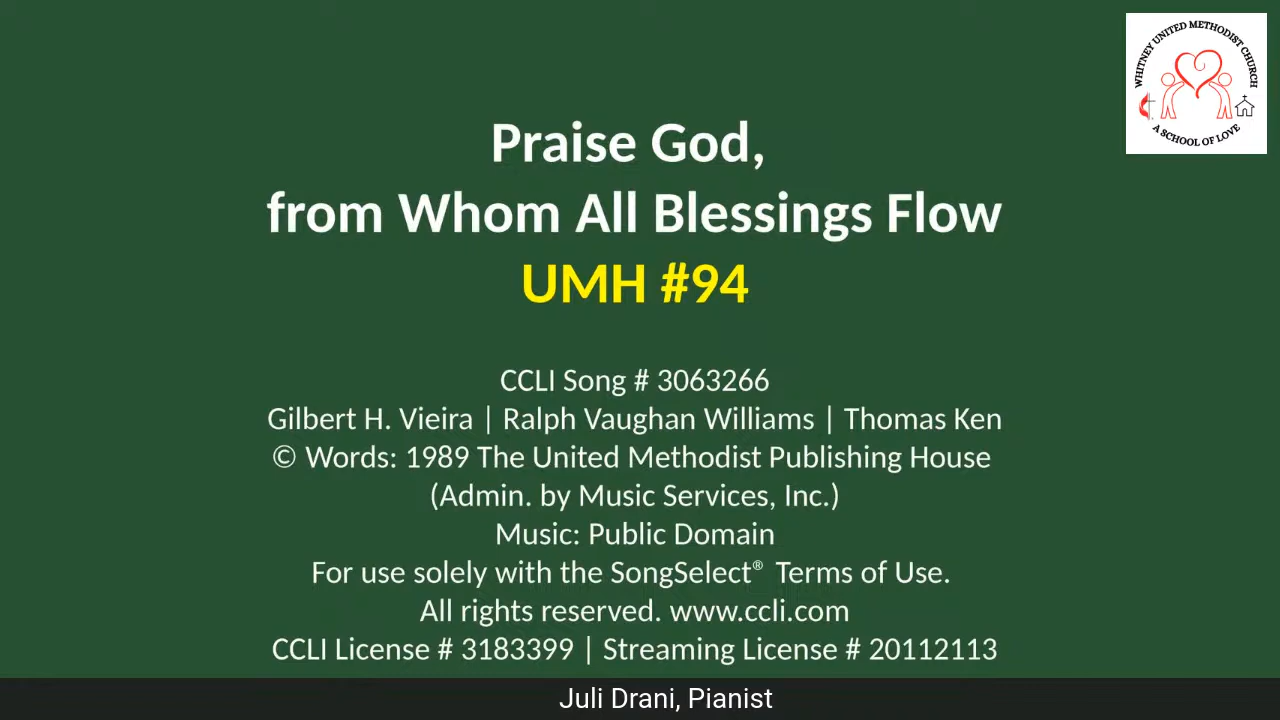 WHITNEY UNITED METHODIST CHURCH
A SCHOOL OF LOVE
Praise God,
from Whom All Blessings Flow
UMH #94
CCLI Song # 3063266
Gilbert H. Vieira | Ralph Vaughan Williams | Thomas Ken
© Words: 1989 The United Methodist Publishing House
(Admin. by Music Services, Inc.)
Music: Public Domain
For use solely with the SongSelect® Terms of Use.
All rights reserved. www.ccli.com
CCLI License # 3183399 | Streaming License # 20112113
Juli Drani, Pianist